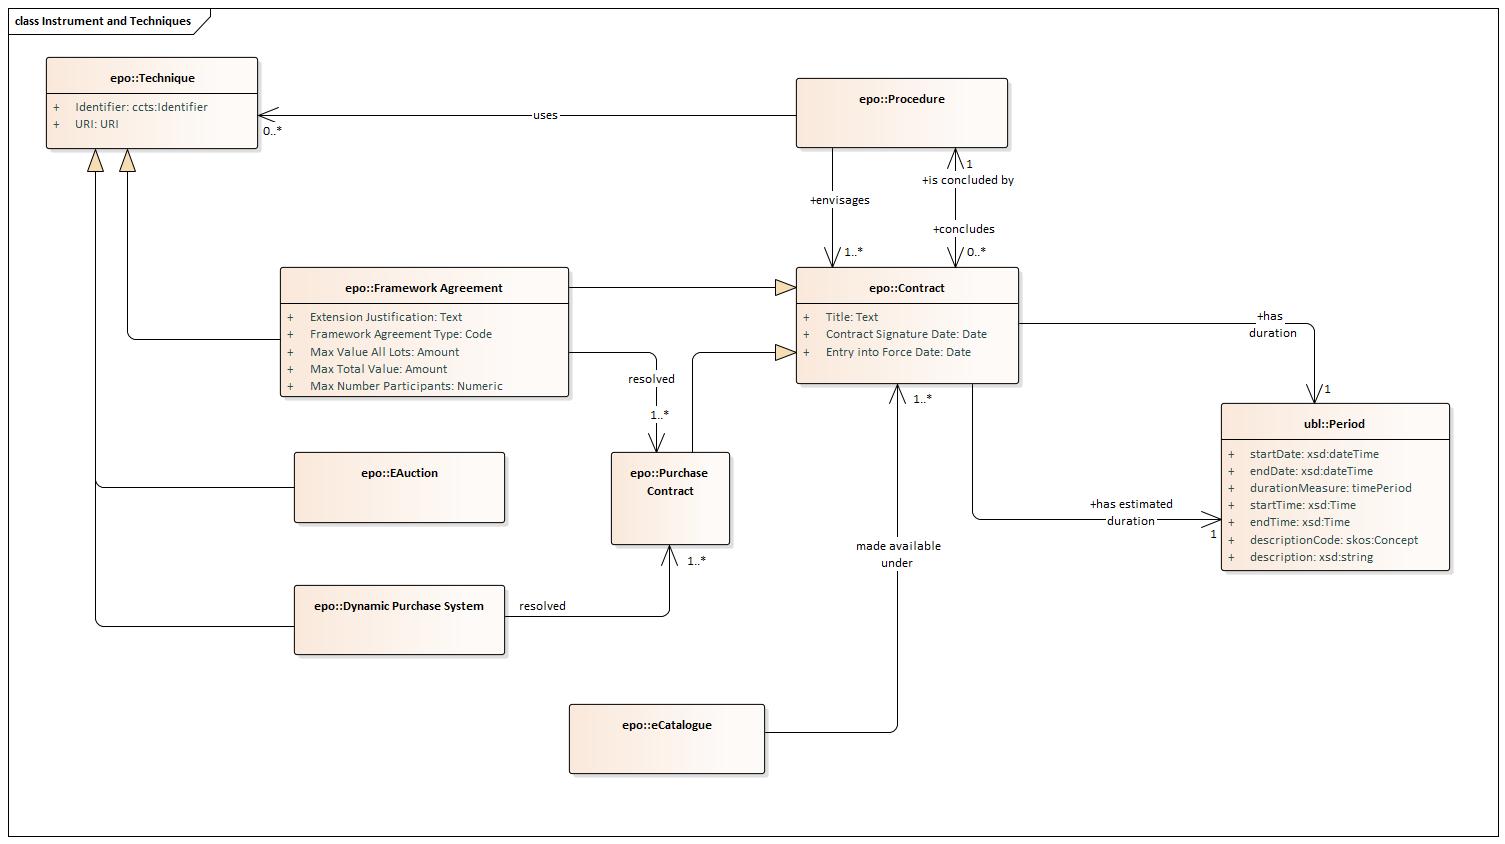 class Instrument and Techniques
epo::Technique
+ Identifier: ccts:Identifier
+ URI: URI
0..*
uses
epo::Procedure
1
+is concluded by
+envisages
+concludes
1..*
0..*
epo::Framework Agreement
+ Extension Justification: Text
+ Framework Agreement Type: Code
+ Max Value All Lots: Amount
+ Max Total Value: Amount
+ Max Number Participants: Numeric
epo::Contract
+ Title: Text
+ Contract Signature Date: Date
+ Entry into Force Date: Date
+has
duration
1
resolved
1..*
1..*
ubl::Period
+ startDate: xsd:dateTime
+ endDate: xsd:dateTime
+ durationMeasure: timePeriod
+ startTime: xsd:Time
+ endTime: xsd:Time
+ descriptionCode: skos:Concept
+ description: xsd:string
epo::EAuction
epo::Purchase
Contract
+has estimated
duration
1
made available
under
1..*
epo::Dynamic Purchase System
resolved
epo::eCatalogue